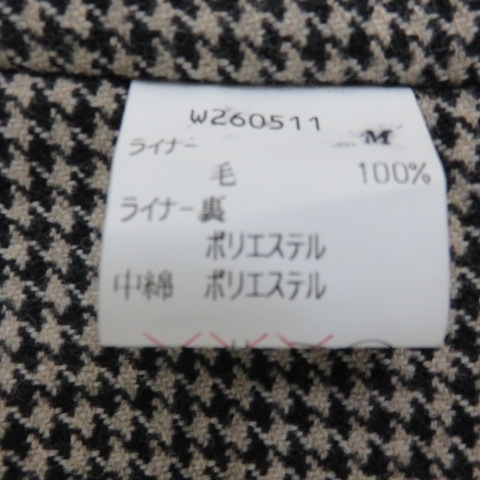 W260511
ライナー M
毛 100%
ライナー裏
ポリエステル
中綿 ポリエステル